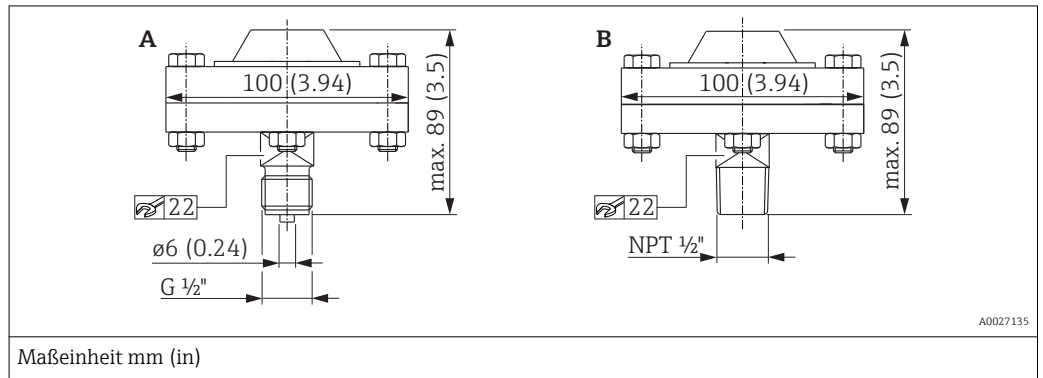 A
100 (3.94)
max. 89 (3.5)
22
ø6 (0.24)
G ½"
B
100 (3.94)
max. 89 (3.5)
22
NPT ½"
A0027135
Maßeinheit mm (in)